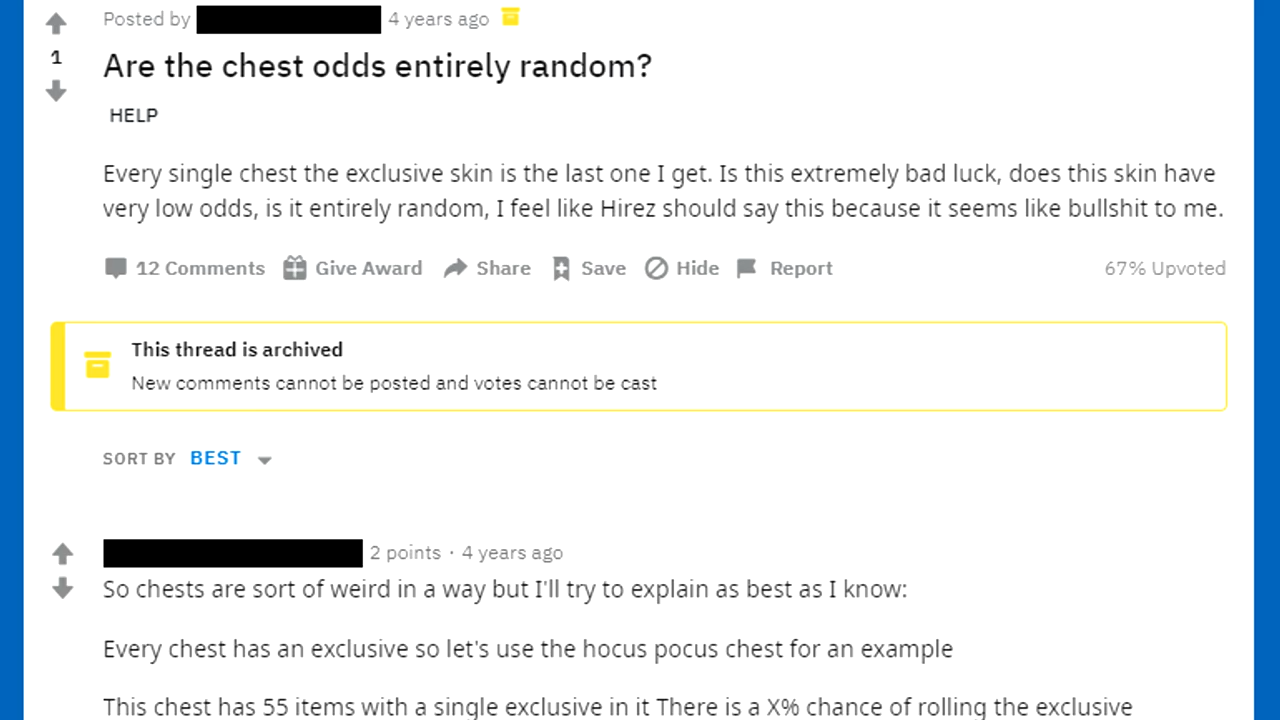 Posted by 4 years ago
1
Are the chest odds entirely random?
HELP
Every single chest the exclusive skin is the last one I get. Is this extremely bad luck, does this skin have
very low odds, is it entirely random, I feel like Hirez should say this because it seems like bullshit to me.
12 Comments Give Award Share Save Hide Report 67% Upvoted
This thread is archived
New comments cannot be posted and votes cannot be cast
SORT BY BEST
2 points · 4 years ago
So chests are sort of weird in a way but I'll try to explain as best as I know:
Every chest has an exclusive so let's use the hocus pocus chest for an example
This chest has 55 items with a single exclusive in it There is a X% chance of rolling the exclusive